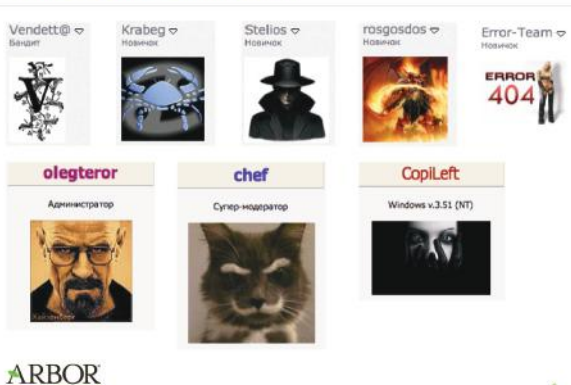 Vendett@
Бандит
Krabeg
Новичок
Stelios
Новичок
rosgosdos
Новичок
Error-Team
Новичок
ERROR
404
V
olegteror
Администратор
Хайзенберг
chef
Супер-модератор
CopiLeft
Windows v.3.51 (NT)
ARBOR